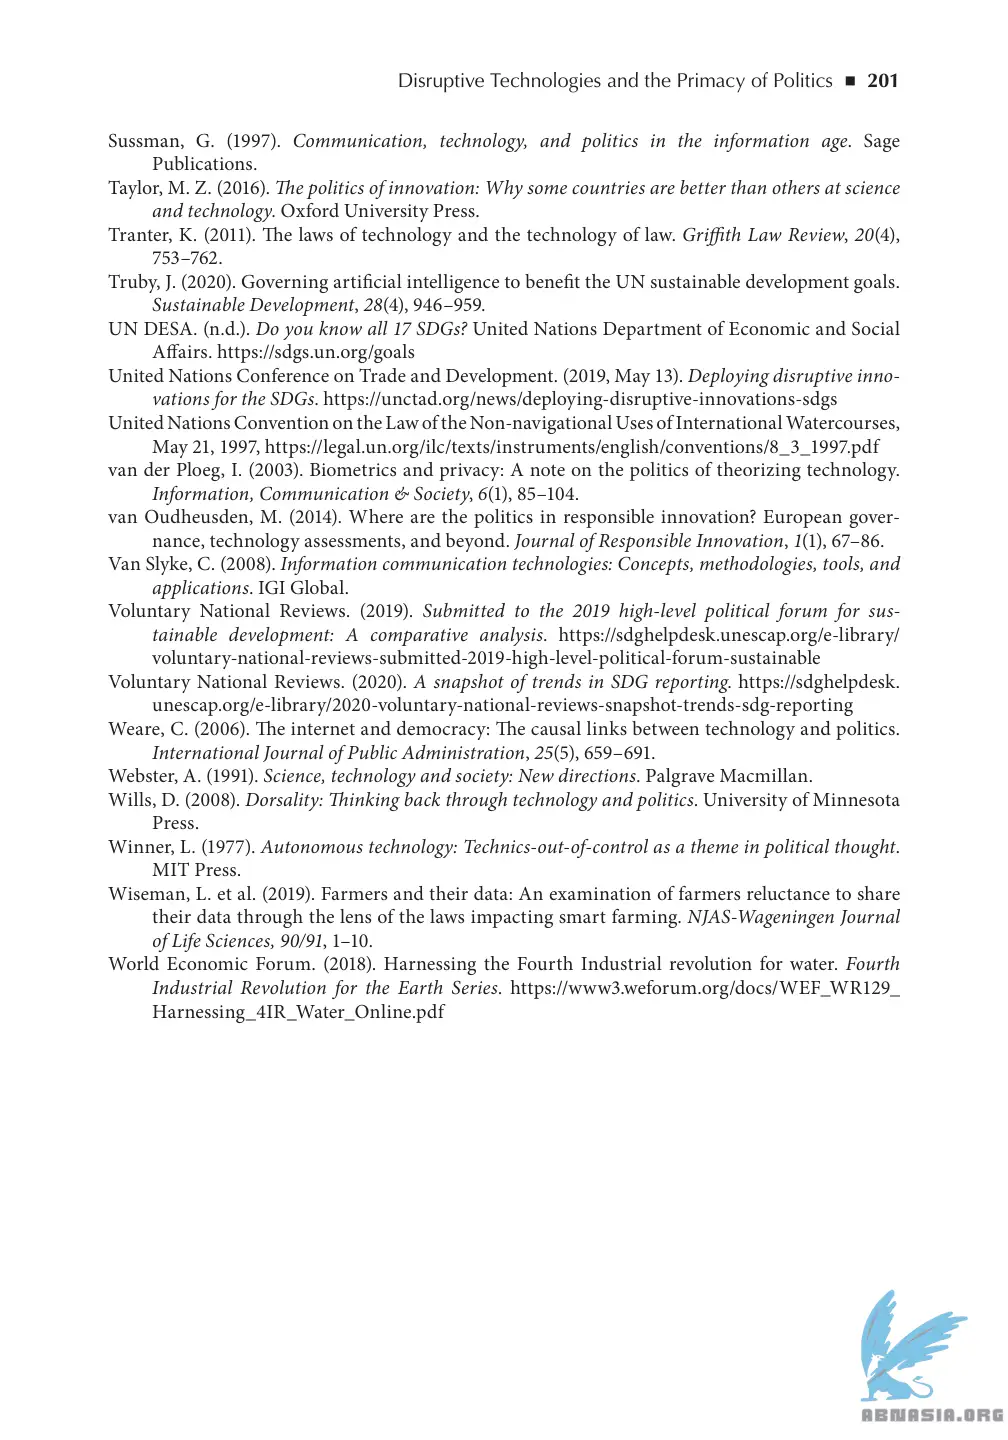 Disruptive Technologies and the Primacy of Politics ■ 201
Sussman, G. (1997). Communication, technology, and politics in the information age. Sage
Publications.
Taylor, M. Z. (2016). The politics of innovation: Why some countries are better than others at science
and technology. Oxford University Press.
Tranter, K. (2011). The laws of technology and the technology of law. Griffith Law Review, 20(4),
753–762.
Truby, J. (2020). Governing artificial intelligence to benefit the UN sustainable development goals.
Sustainable Development, 28(4), 946–959.
UN DESA. (n.d.). Do you know all 17 SDGs? United Nations Department of Economic and Social
Affairs. https://sdgs.un.org/goals
United Nations Conference on Trade and Development. (2019, May 13). Deploying disruptive inno-
vations for the SDGs. https://unctad.org/news/deploying-disruptive-innovations-sdgs
United Nations Convention on the Law of the Non-navigational Uses of International Watercourses,
May 21, 1997, https://legal.un.org/ilc/texts/instruments/english/conventions/8_3_1997.pdf
van der Ploeg, I. (2003). Biometrics and privacy: A note on the politics of theorizing technology.
Information, Communication & Society, 6(1), 85–104.
van Oudheusden, M. (2014). Where are the politics in responsible innovation? European gover-
nance, technology assessments, and beyond. Journal of Responsible Innovation, 1(1), 67–86.
Van Slyke, C. (2008). Information communication technologies: Concepts, methodologies, tools, and
applications. IGI Global.
Voluntary National Reviews. (2019). Submitted to the 2019 high-level political forum for sus-
tainable development: A comparative analysis. https://sdghelpdesk.unescap.org/e-library/
voluntary-national-reviews-submitted-2019-high-level-political-forum-sustainable
Voluntary National Reviews. (2020). A snapshot of trends in SDG reporting. https://sdghelpdesk.
unescap.org/e-library/2020-voluntary-national-reviews-snapshot-trends-sdg-reporting
Weare, C. (2006). The internet and democracy: The causal links between technology and politics.
International Journal of Public Administration, 25(5), 659–691.
Webster, A. (1991). Science, technology and society: New directions. Palgrave Macmillan.
Wills, D. (2008). Dorsality: Thinking back through technology and politics. University of Minnesota
Press.
Winner, L. (1977). Autonomous technology: Technics-out-of-control as a theme in political thought.
MIT Press.
Wiseman, L. et al. (2019). Farmers and their data: An examination of farmers reluctance to share
their data through the lens of the laws impacting smart farming. NJAS-Wageningen Journal
of Life Sciences, 90/91, 1–10.
World Economic Forum. (2018). Harnessing the Fourth Industrial revolution for water. Fourth
Industrial Revolution for the Earth Series. https://www3.weforum.org/docs/WEF_WR129_
Harnessing_4IR_Water_Online.pdf
ABNASIA.ORG